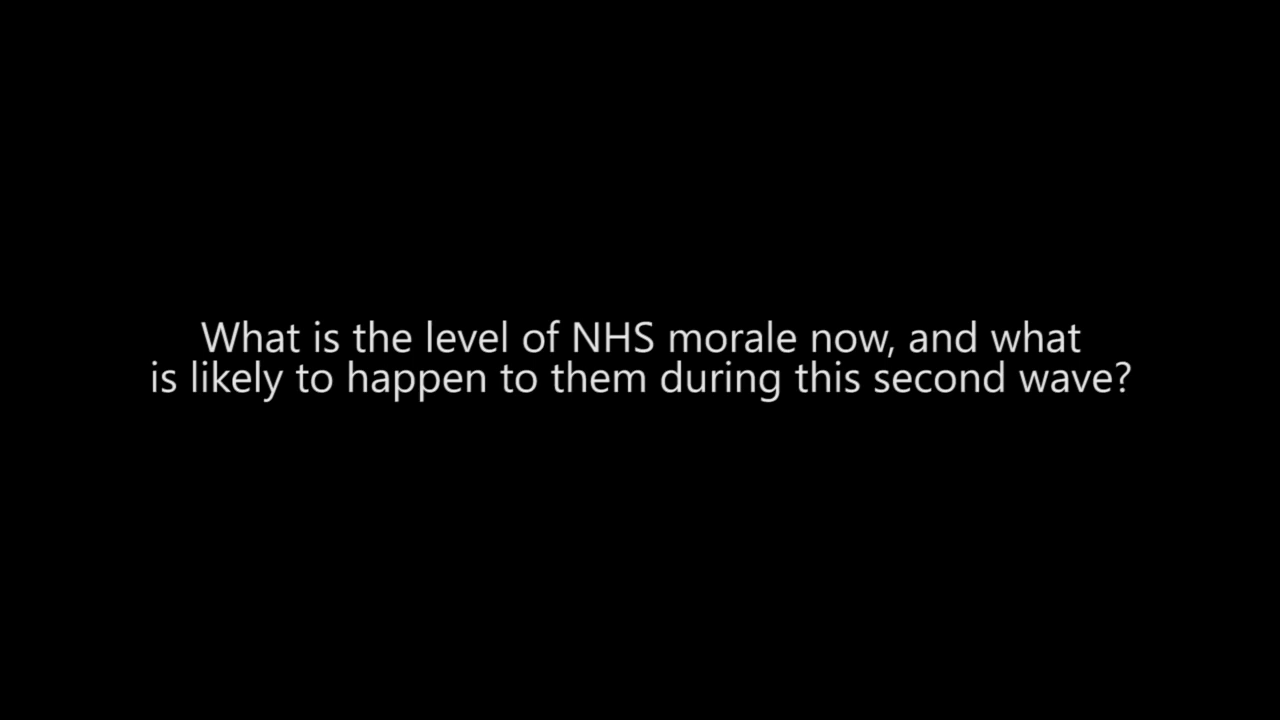 What is the level of NHS morale now, and what
is likely to happen to them during this second wave?